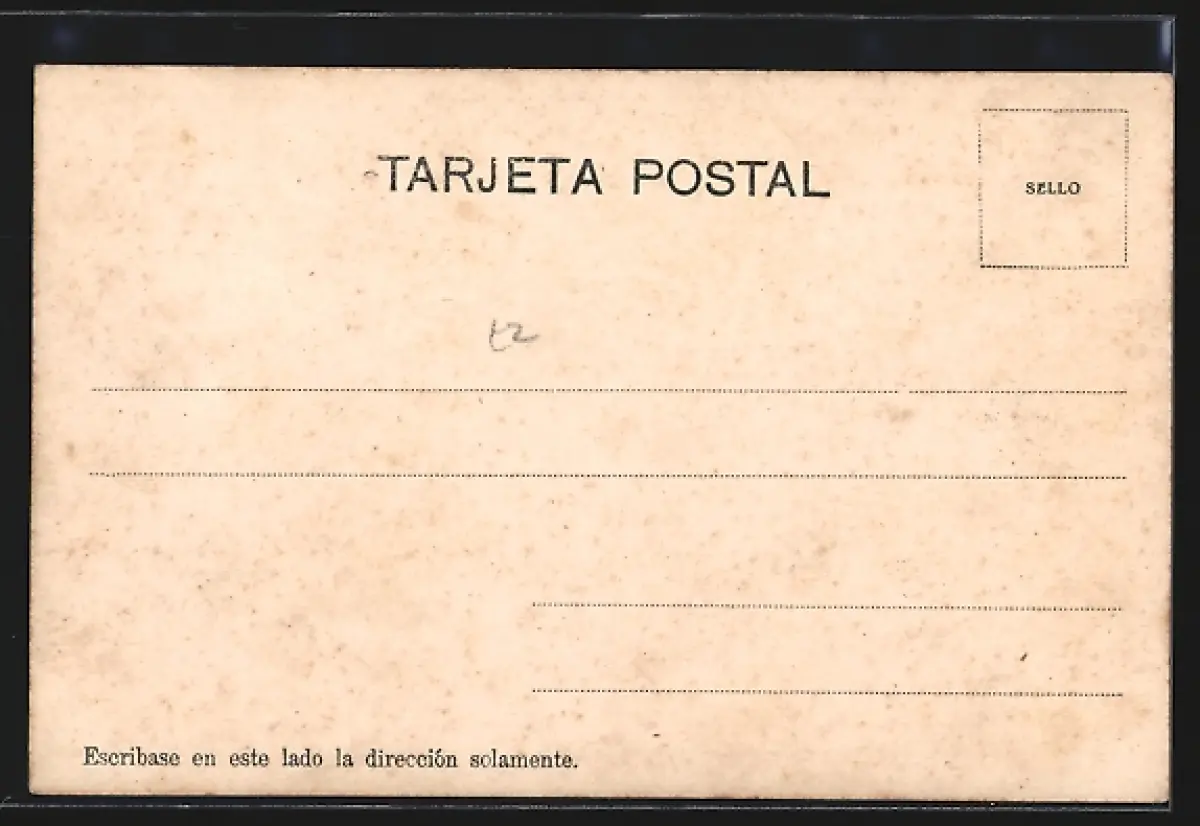 TARJETA POSTAL
SELLO
Escribase en este lado la dirección solamente.